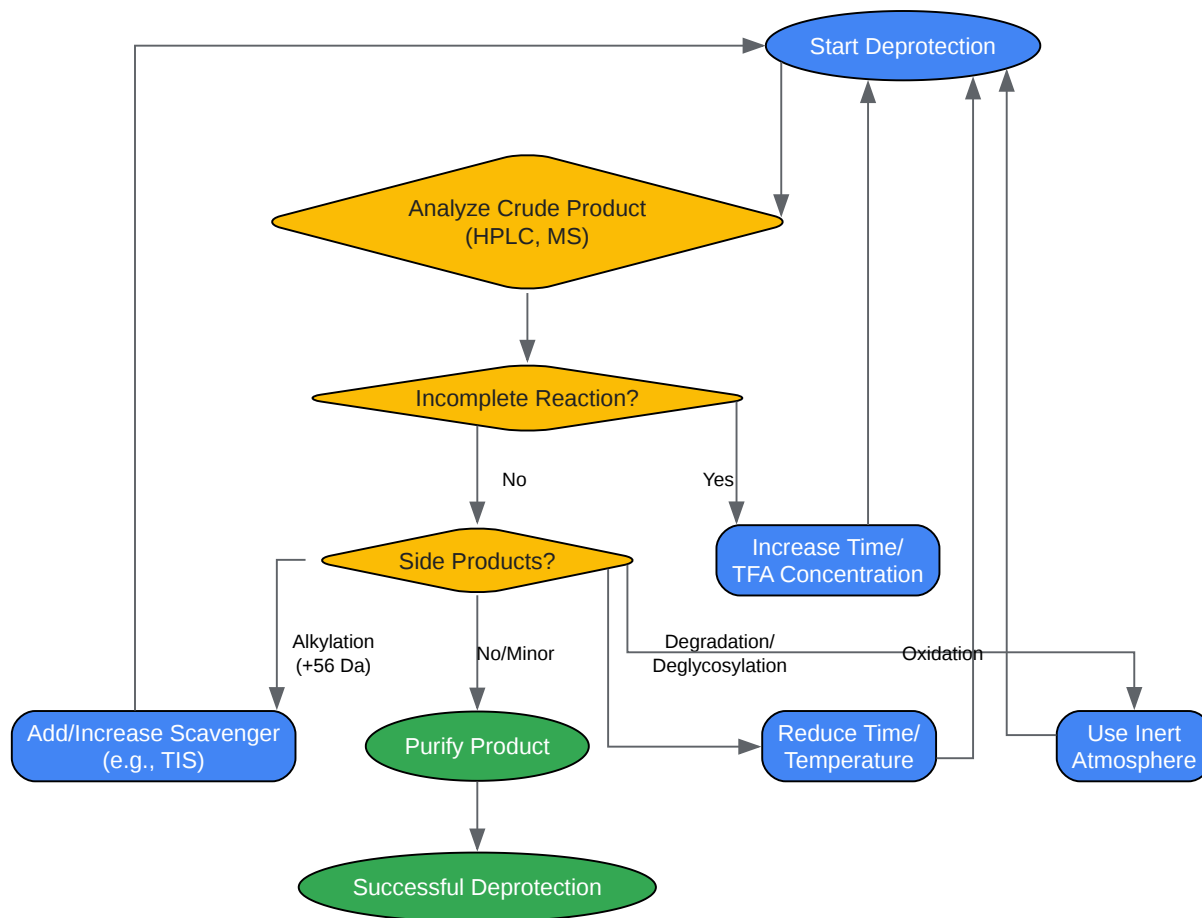 Start Deprotection
Analyze Crude Product
(HPLC, MS)
Incomplete Reaction?
No
Yes
Side Products?
Increase Time/
TFA Concentration
Alkylation
(+56 Da)
No/Minor
Degradation/
Deglycosylation
Oxidation
Add/Increase Scavenger
(e.g., TIS)
Purify Product
Reduce Time/
Temperature
Use Inert
Atmosphere
Successful Deprotection